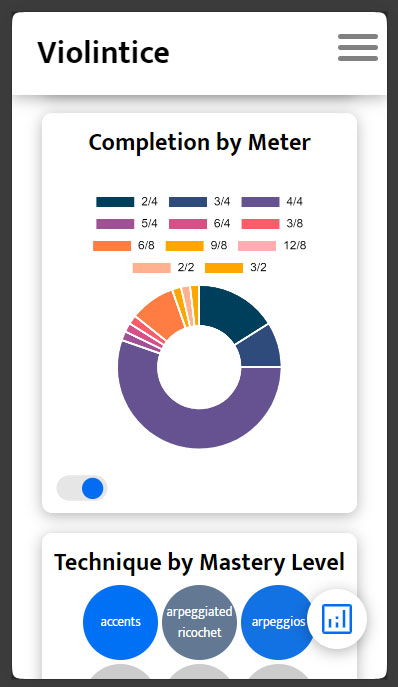 Violintice
Completion by Meter
2/4 3/4 4/4
5/4 6/4 3/8
6/8 9/8 12/8
2/2 3/2
Technique by Mastery Level
accents
arpeggiated
ricochet
arpeggios